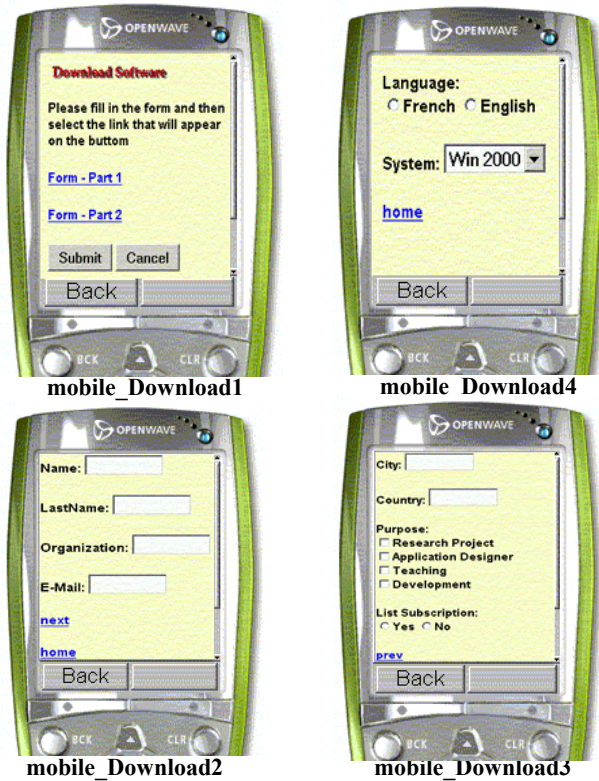 OPENWAVE
Download Software
Please fill in the form and then
select the link that will appear
on the buttom
Form - Part 1
Form - Part 2
Submit Cancel
Back
BCK CLR
mobile_Download1
OPENWAVE
Language:
French English
System: Win 2000
home
Back
BCK CLR
mobile_Download4
OPENWAVE
Name:
LastName:
Organization:
E-Mail:
next
home
Back
BCK CLR
mobile_Download2
OPENWAVE
City:
Country:
Purpose:
Research Project
Application Designer
Teaching
Development
List Subscription:
Yes No
prev
Back
BCK CLR
mobile_Download3